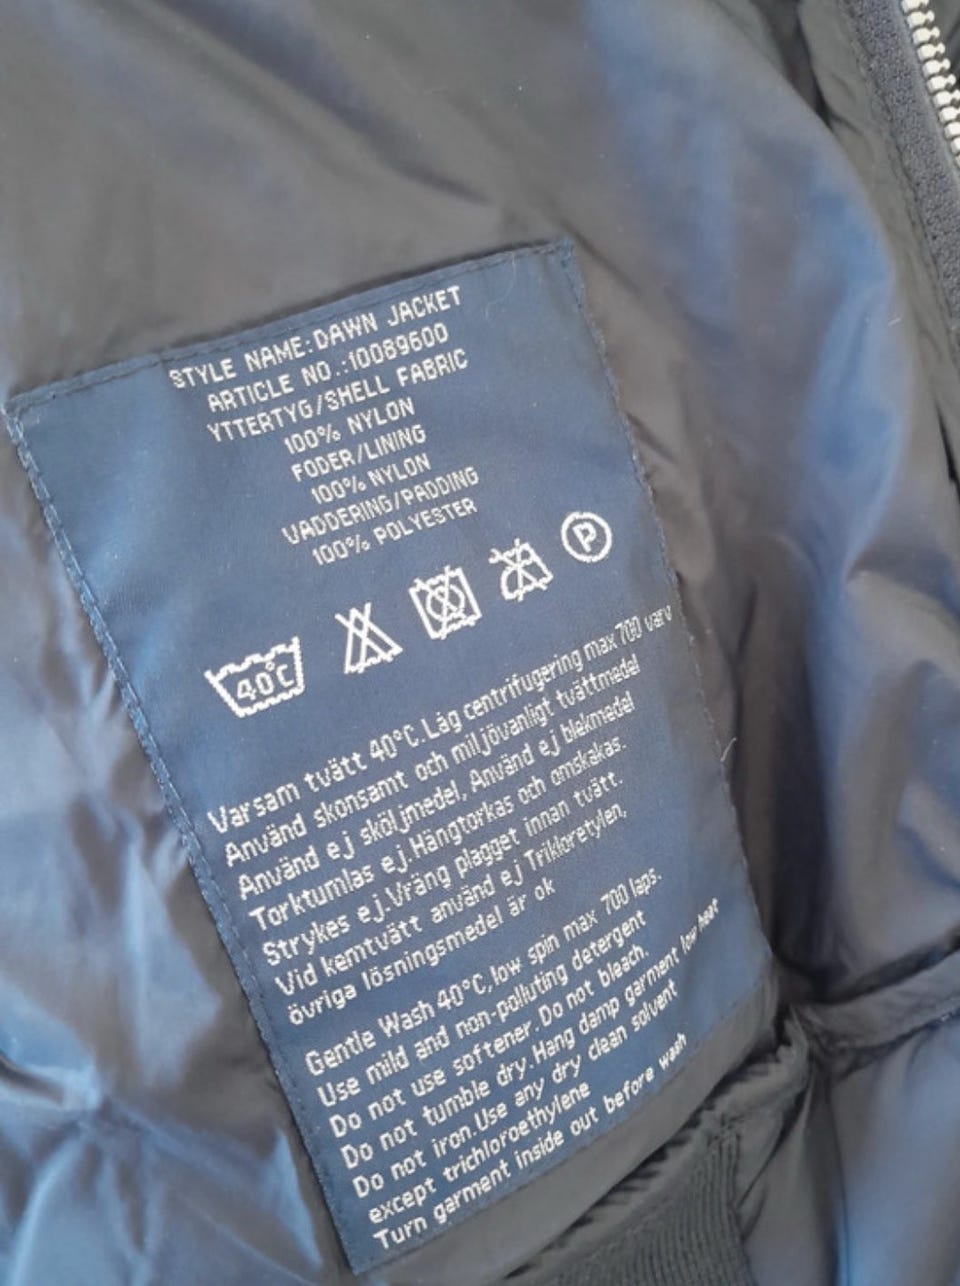 STYLE NAME:DAWN JACKET
ARTICLE NO.:10089600
YTTERTYG/SHELL FABRIC
100% NYLON
FODER/LINING
100% NYLON
VADDERING/PADDING
100% POLYESTER
40°C P
Varsam tvätt 40°C.Låg centrifugering max 700 varv
Använd skonsamt och miljövanligt tvättmedel
Använd ej sköljmedel, Använd ej blekmedel
Torktumlas ej.Hängtorkas och omskakas.
Strykes ej.Vräng plagget innan tvätt.
Vid kemtvätt använd ej Trikloretylen,
övriga lösningsmedel är ok
Gentle Wash 40°C,low spin max 700 laps.
Use mild and non-polluting detergent
Do not use softener.Do not bleach.
Do not tumble dry.Hang damp garment low heat
Do not iron.Use any dry clean solvent
except trichloroethylene
Turn garment inside out before wash